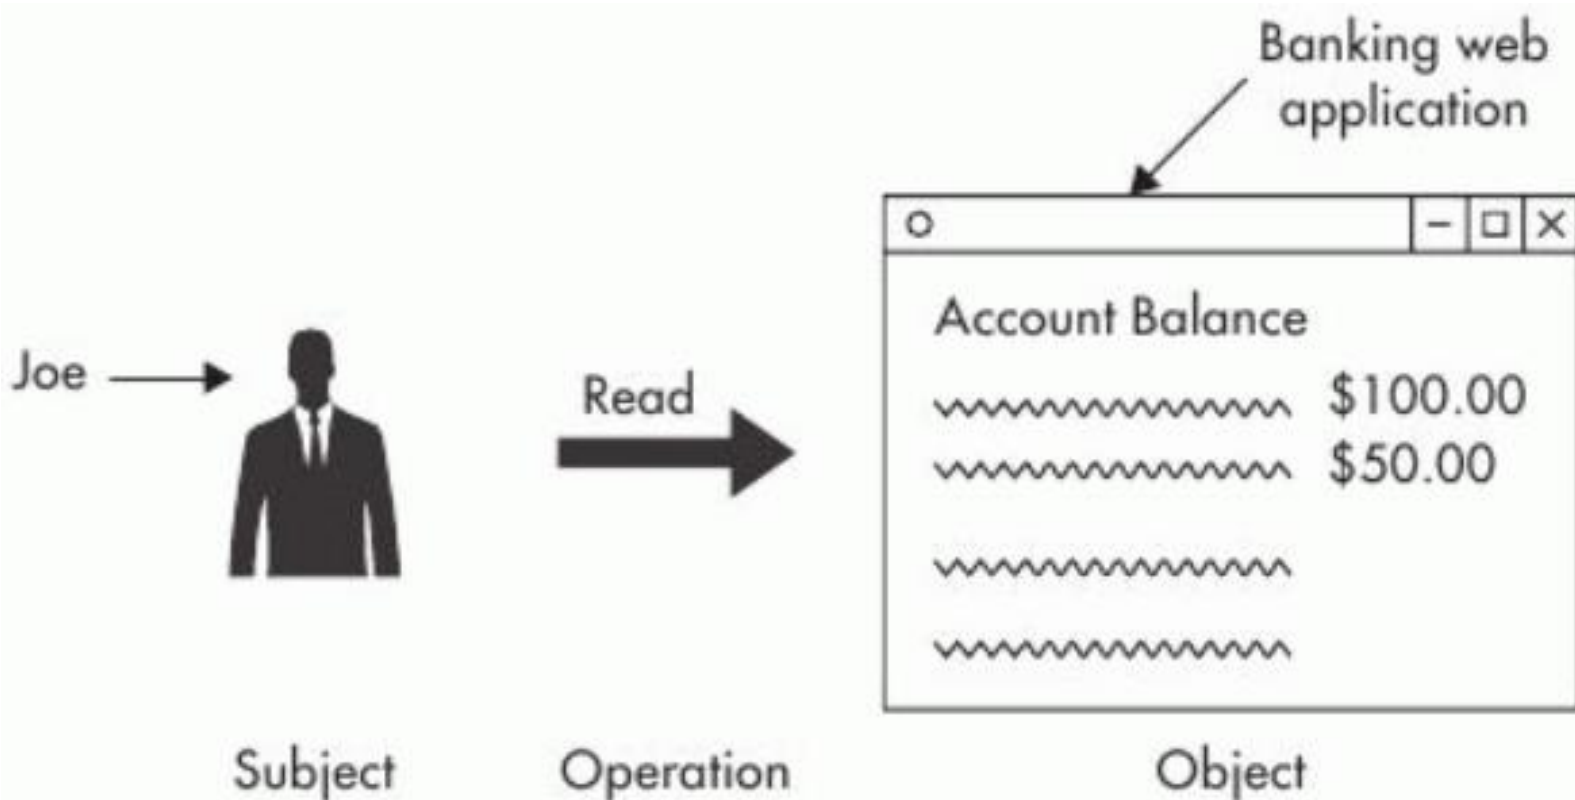 Banking web
application
Account Balance
Joe
Read
$100.00
$50.00
Subject
Operation
Object